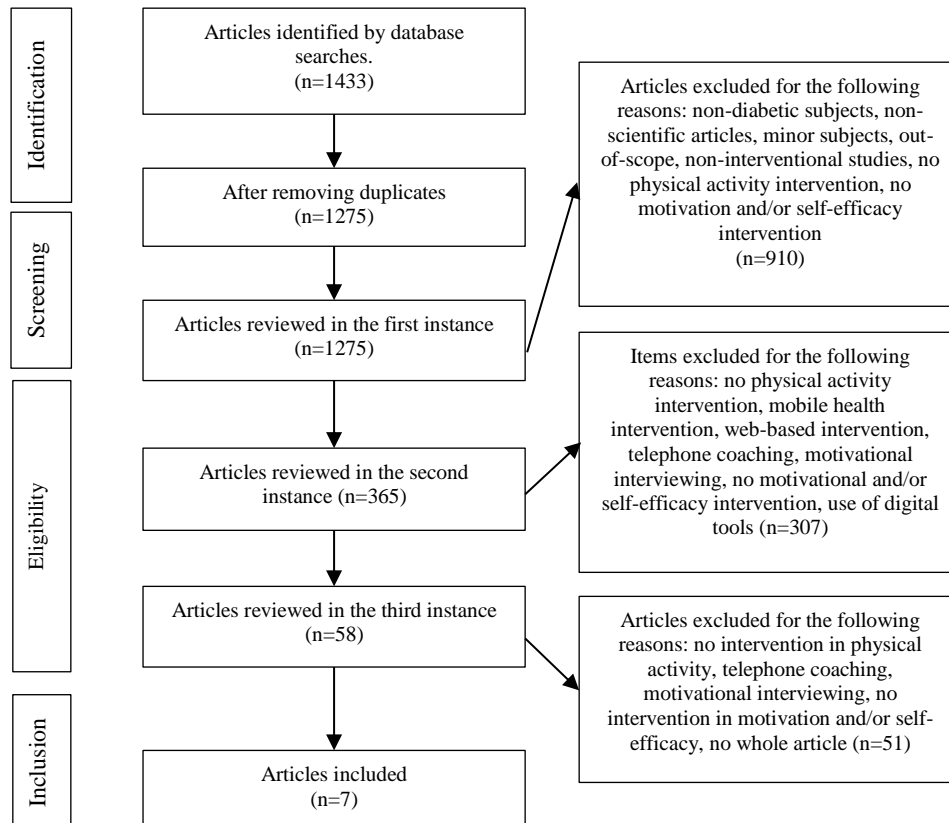 Identification
Articles identified by database
searches.
(n=1433)
After removing duplicates
(n=1275)
Articles excluded for the following
reasons: non-diabetic subjects, non-
scientific articles, minor subjects, out-
of-scope, non-interventional studies, no
physical activity intervention, no
motivation and/or self-efficacy
intervention
(n=910)
Screening
Articles reviewed in the first instance
(n=1275)
Eligibility
Articles reviewed in the second
instance (n=365)
Items excluded for the following
reasons: no physical activity
intervention, mobile health
intervention, web-based intervention,
telephone coaching, motivational
interviewing, no motivational and/or
self-efficacy intervention, use of digital
tools (n=307)
Articles reviewed in the third instance
(n=58)
Articles excluded for the following
reasons: no intervention in physical
activity, telephone coaching,
motivational interviewing, no
intervention in motivation and/or self-
efficacy, no whole article (n=51)
Inclusion
Articles included
(n=7)